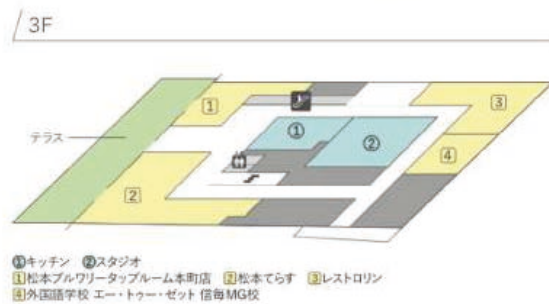 3F
テラス
1
3
①
②
4
2
①キッチン ②スタジオ
1松本ブルワリータップルーム本町店 2松本てらす 3レストロリン
4外国語学校 エー・トゥー・ゼット 信毎MG校